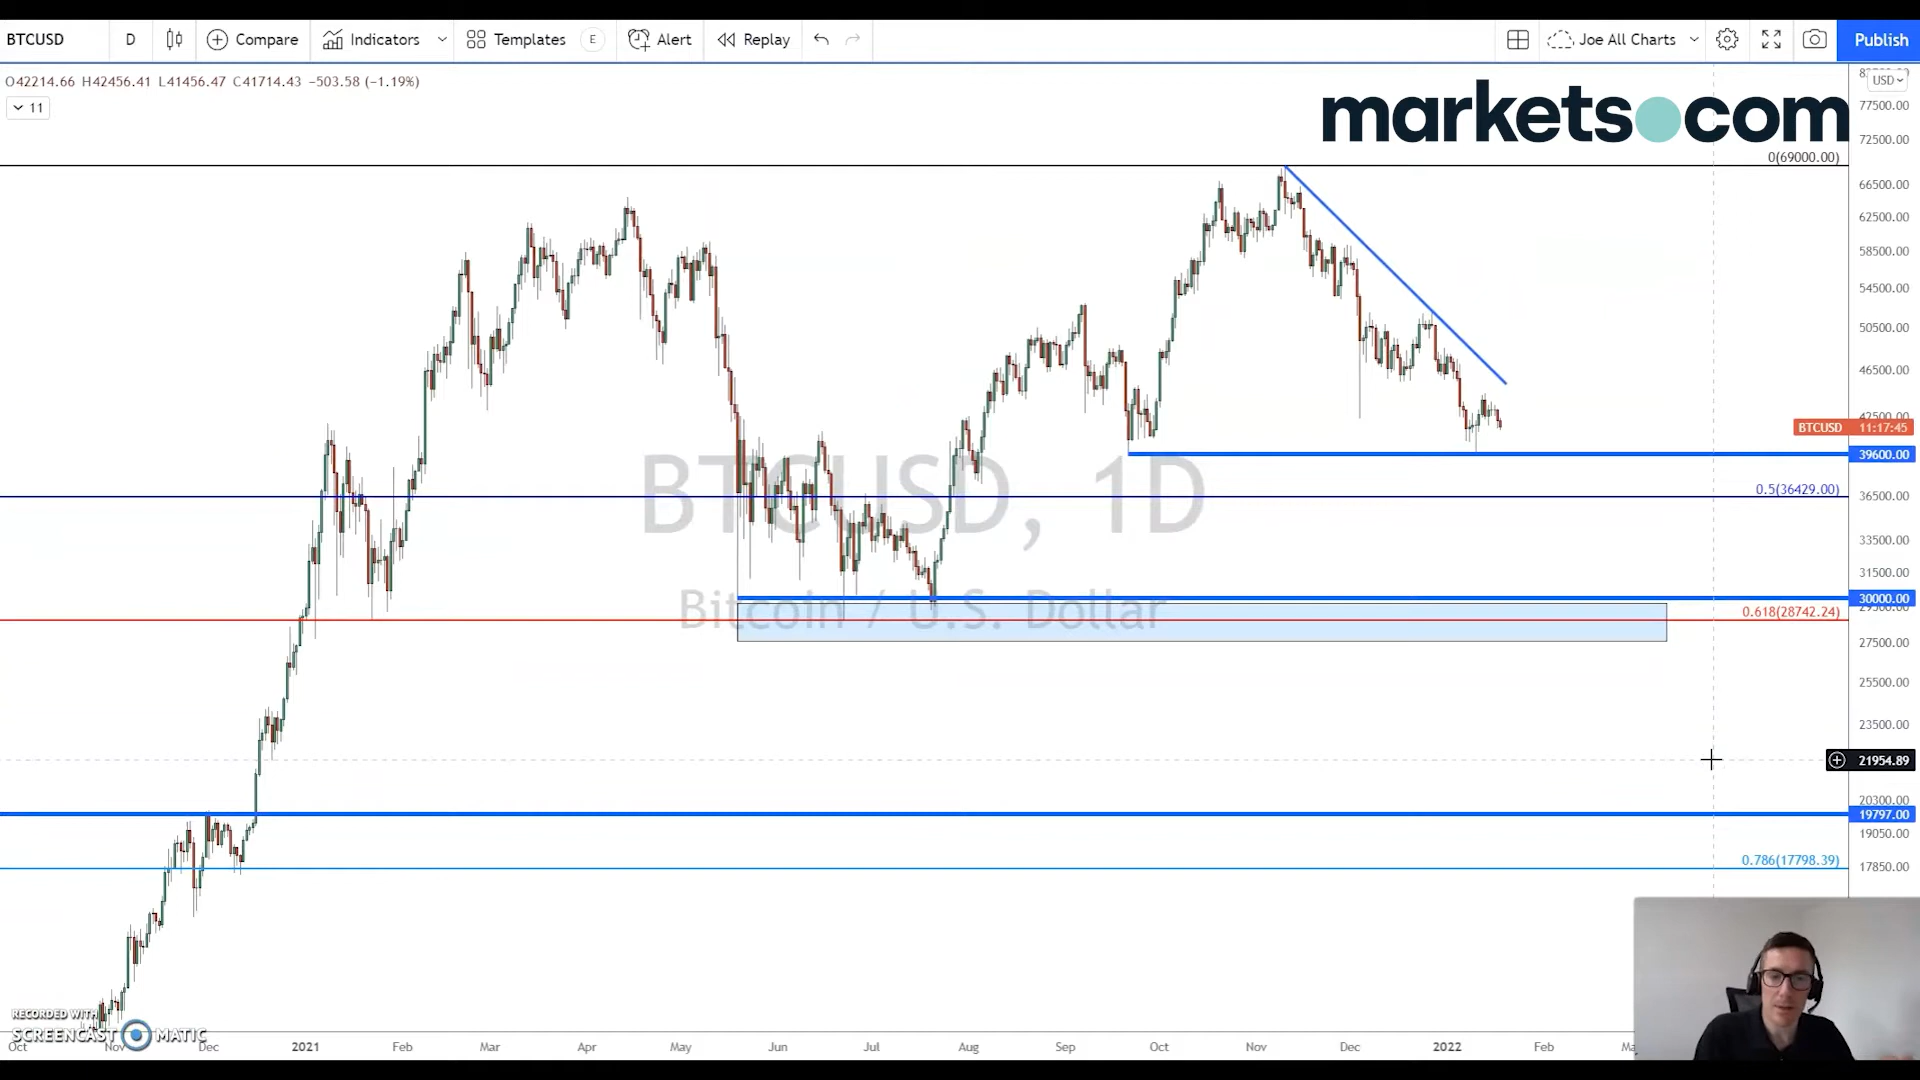 BTCUSD D Compare Indicators Templates E Alert Replay Joe All Charts Publish
O42214.66 H42456.41 L41456.47 C41714.43 −503.58 (−1.19%)
USD
11
markets.com
77500.00
72500.00
0(69000.00)
66500.00
62500.00
58500.00
54500.00
50500.00
46500.00
42500.00
BTCUSD 11:17:45
39600.00
0.5(36429.00)
36500.00
BTCUSD, 1D
33500.00
31500.00
30000.00
Bitcoin / U.S. Dollar
0.618(28742.24)
27500.00
25500.00
23500.00
21954.89
20300.00
19797.00
19050.00
0.786(17798.39)
17850.00
RECORDED WITH
SCREENCAST MATIC
Oct Nov Dec 2021 Feb Mar Apr May Jun Jul Aug Sep Oct Nov Dec 2022 Feb